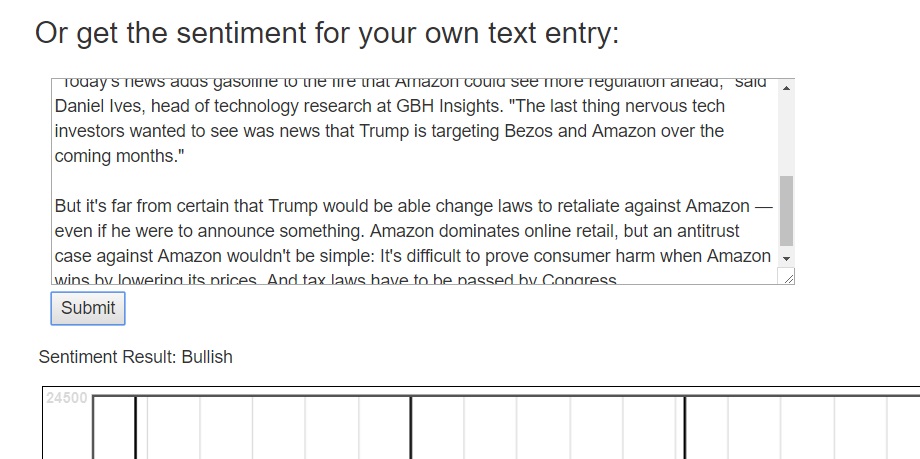 Or get the sentiment for your own text entry:
"Today's news adds gasoline to the fire that Amazon could see more regulation ahead," said
Daniel Ives, head of technology research at GBH Insights. "The last thing nervous tech
investors wanted to see was news that Trump is targeting Bezos and Amazon over the
coming months."
But it's far from certain that Trump would be able change laws to retaliate against Amazon —
even if he were to announce something. Amazon dominates online retail, but an antitrust
case against Amazon wouldn't be simple: It's difficult to prove consumer harm when Amazon
wins by lowering its prices. And tax laws have to be passed by Congress.
Submit
Sentiment Result: Bullish
24500